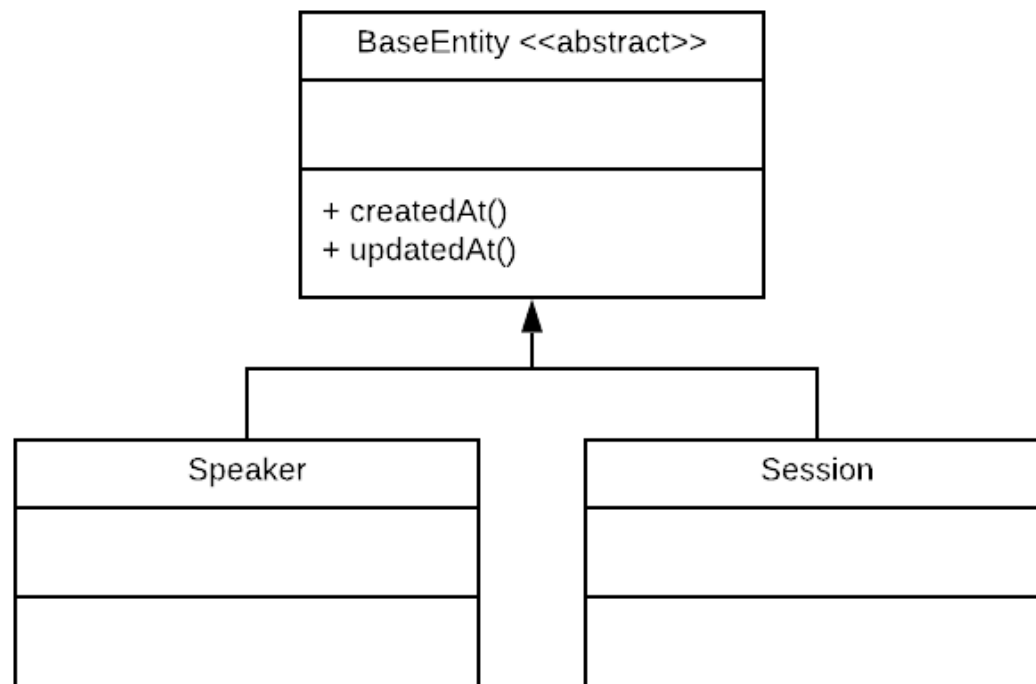 BaseEntity <<abstract>>
+ createdAt()
+ updatedAt()
Speaker
Session